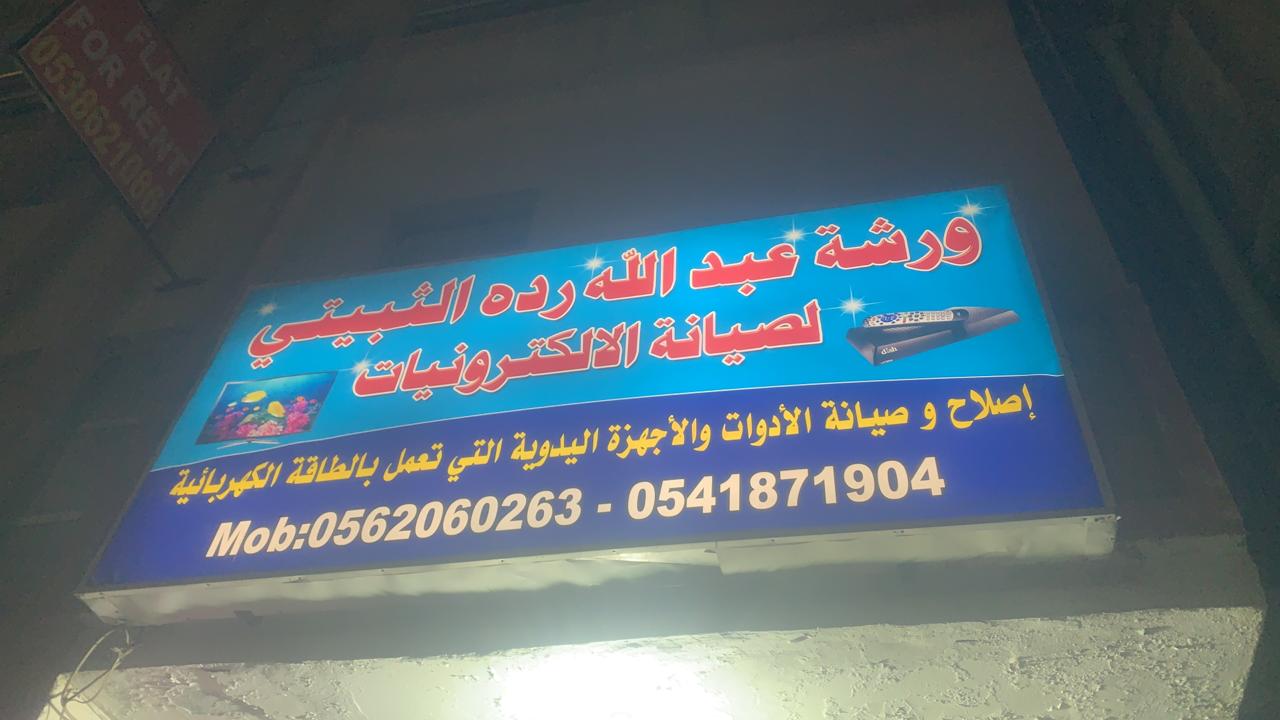 FLAT
FOR RENT
ورشة عبد الله رده الثبيتي
لصيانة الالكترونيات
dish
إصلاح و صيانة الأدوات والأجهزة اليدوية التي تعمل بالطاقة الكهربائية
Mob:0562060263 - 0541871904